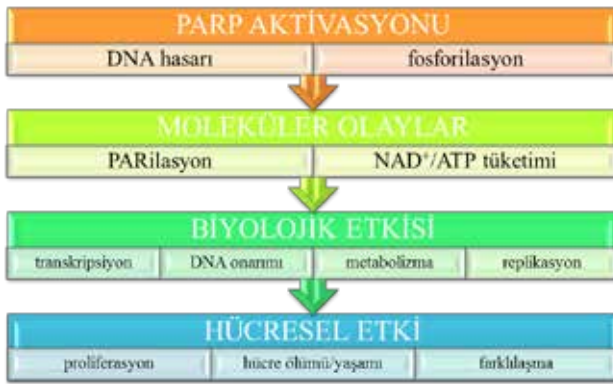 PARP AKTİVASYONU
DNA hasarı fosforilasyon
MOLEKÜLER OLAYLAR
PARilasyon NAD⁺/ATP tüketimi
BİYOLOJİK ETKİSİ
transkripsiyon DNA onarımı metabolizma replikasyon
HÜCRESEL ETKİ
proliferasyon hücre ölümü/yaşamı farklılaşma